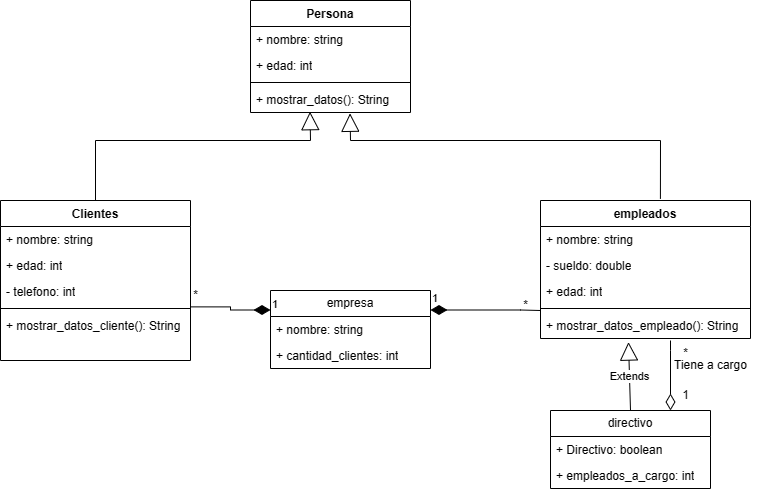 Persona
+ nombre: string
+ edad: int
+ mostrar_datos(): String
Clientes
+ nombre: string
+ edad: int
- telefono: int
+ mostrar_datos_cliente(): String
*
1
empresa
+ nombre: string
+ cantidad_clientes: int
1
*
empleados
+ nombre: string
- sueldo: double
+ edad: int
+ mostrar_datos_empleado(): String
Extends
*
Tiene a cargo
1
directivo
+ Directivo: boolean
+ empleados_a_cargo: int